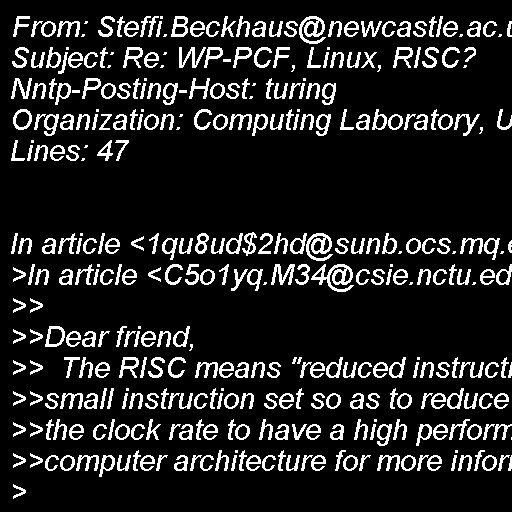 From: Steffi.Beckhaus@newcastle.ac.u
Subject: Re: WP-PCF, Linux, RISC?
Nntp-Posting-Host: turing
Organization: Computing Laboratory, U
Lines: 47
In article <1qu8ud$2hd@sunb.ocs.mq.e
>In article <C5o1yq.M34@csie.nctu.ed
>>
>>Dear friend,
>>  The RISC means "reduced instructi
>>small instruction set so as to reduce
>>the clock rate to have a high perform
>>computer architecture for more inforr
>